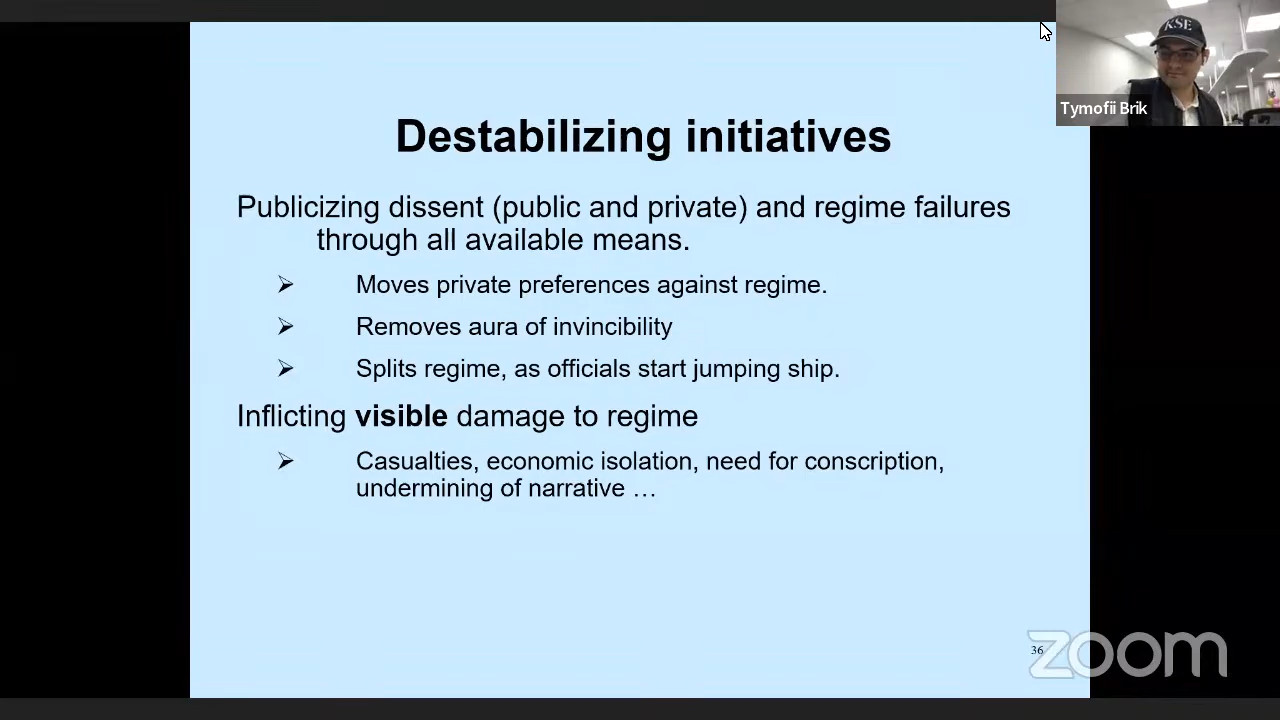 KSE
Tymofii Brik
Destabilizing initiatives
Publicizing dissent (public and private) and regime failures
through all available means.
➢ Moves private preferences against regime.
➢ Removes aura of invincibility
➢ Splits regime, as officials start jumping ship.
Inflicting visible damage to regime
➢ Casualties, economic isolation, need for conscription,
undermining of narrative …
36
zoom